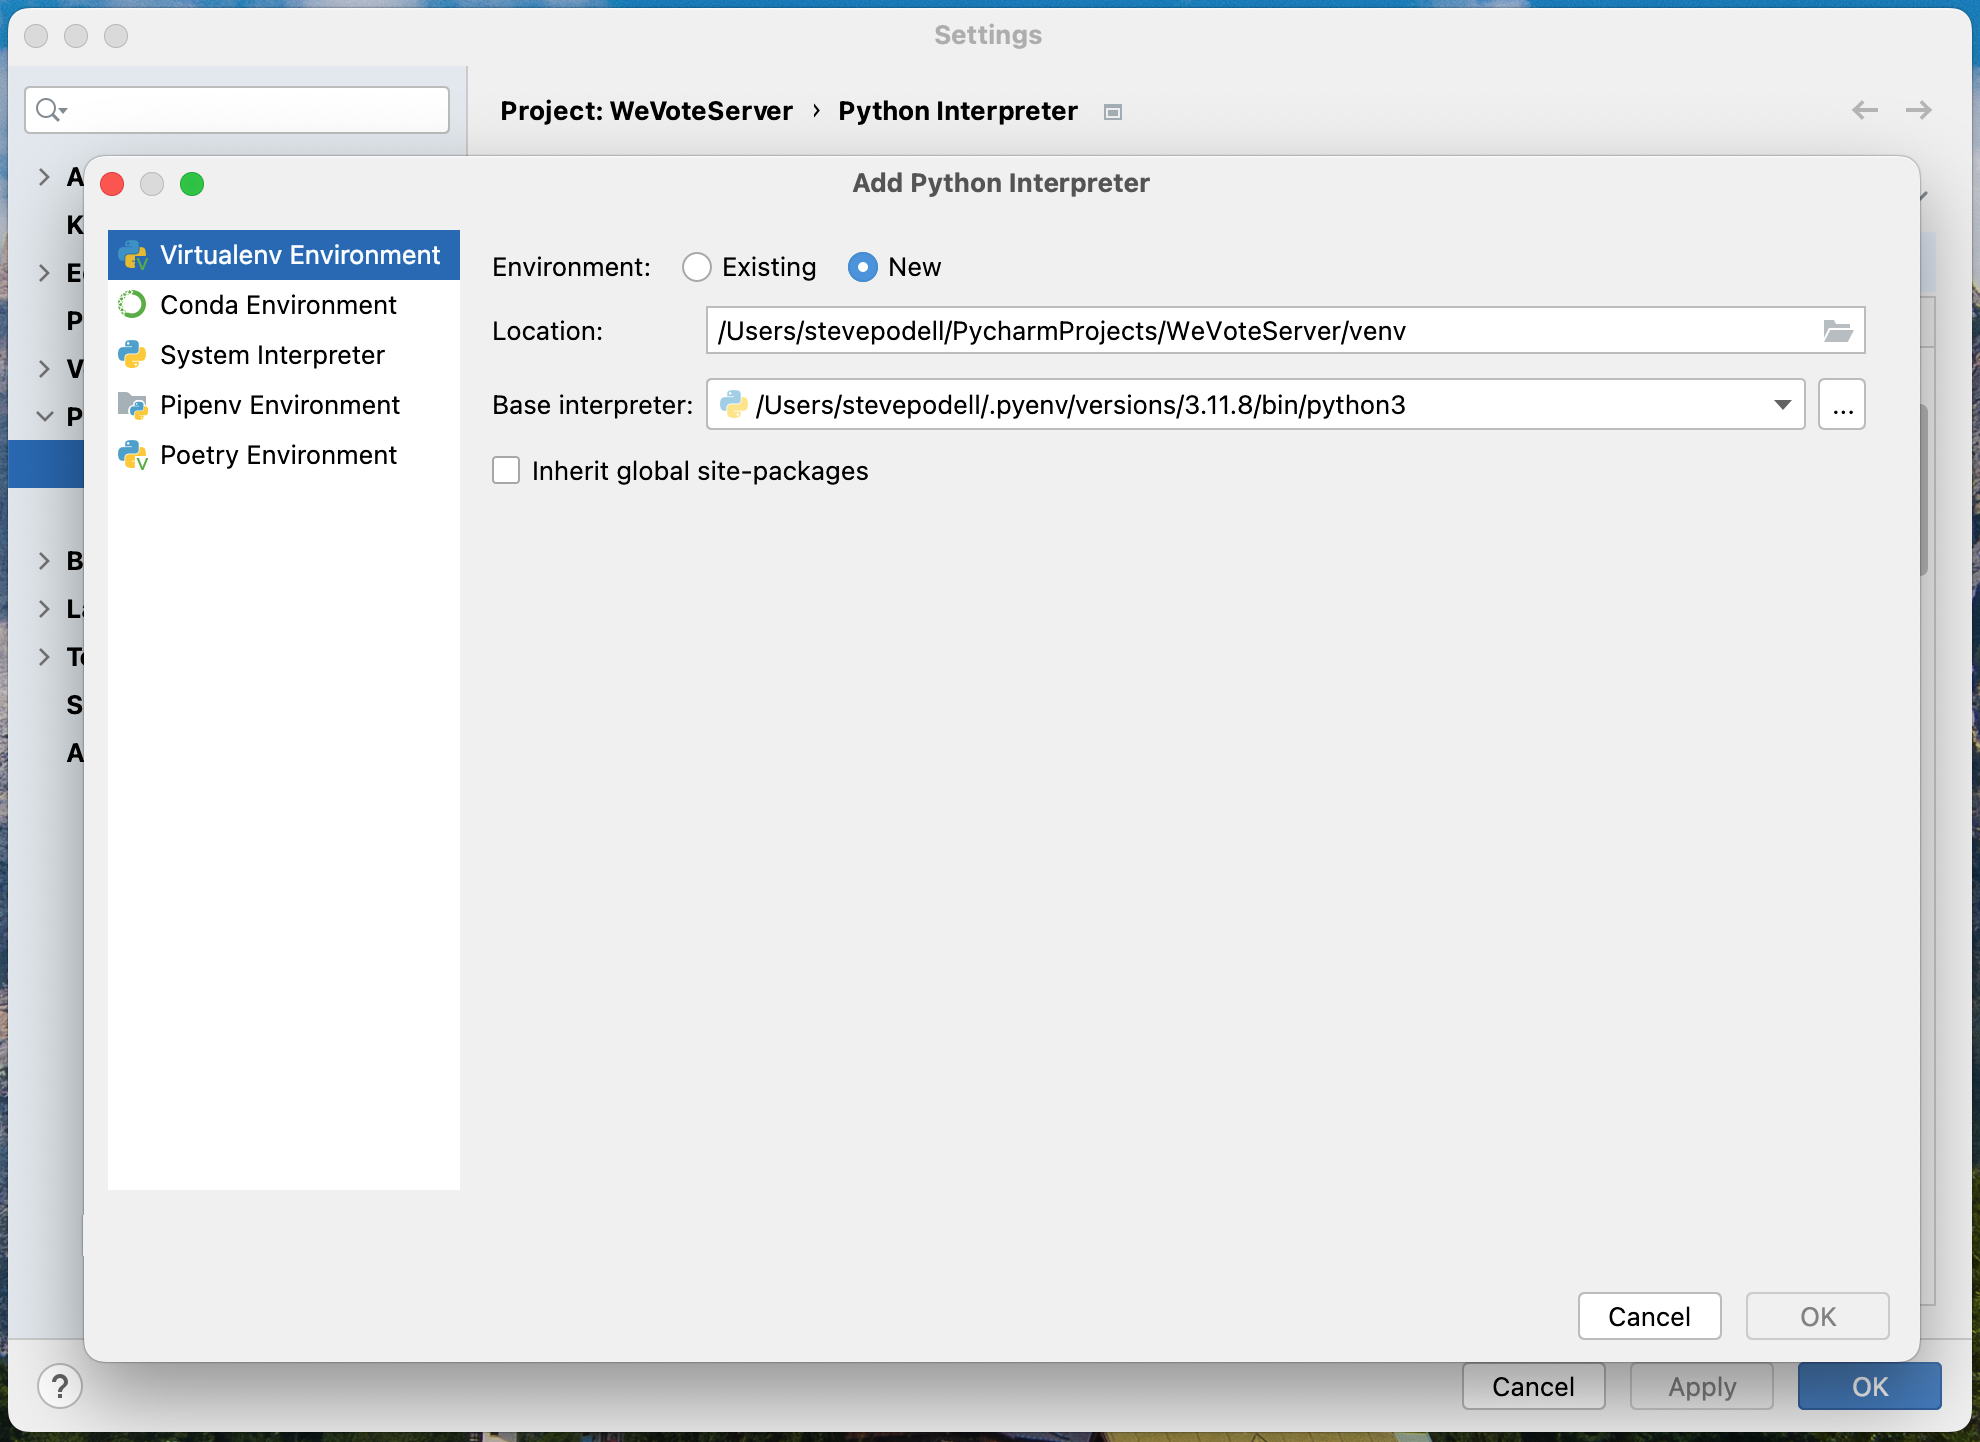 Settings
Project: WeVoteServer › Python Interpreter
Add Python Interpreter
Virtualenv Environment
Conda Environment
System Interpreter
Pipenv Environment
Poetry Environment
Environment: Existing New
Location: /Users/stevepodell/PycharmProjects/WeVoteServer/venv
Base interpreter: /Users/stevepodell/.pyenv/versions/3.11.8/bin/python3 ...
Inherit global site-packages
Cancel OK
? Cancel Apply OK